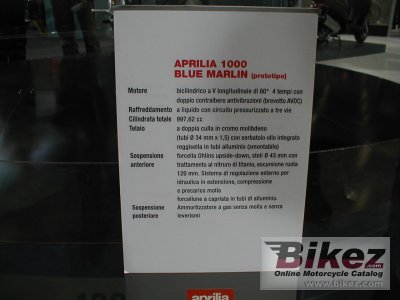 APRILIA 1000
BLUE MARLIN (prototipo)
Motore bicilindrico a V longitudinale di 60° 4 tempi con
doppio contralbero antivibrazioni (brevetto AVDC)
Raffreddamento a liquido con circuito pressurizzato a tre vie
Cilindrata totale 997,62 cc
Telaio a doppia culla in cromo molibdeno
(tubi Ø 34 mm x 1,5) con serbatoio olio integrato
reggisella in tubi alluminio (smontabile)
Sospensione forcella Ohlins upside-down, steli Ø 43 mm con
anteriore trattamento al nitruro di titanio, escursione ruota
120 mm. Sistema di regolazione esterno per
idraulica in estensione, compressione
e precarico molla
forcellone a capriata in tubi di alluminio.
Sospensione Ammortizzatore a gas senza molla e senza
posteriore leverismi
aprilia
Bikez.com
Online Motorcycle Catalog
www.bikez.com